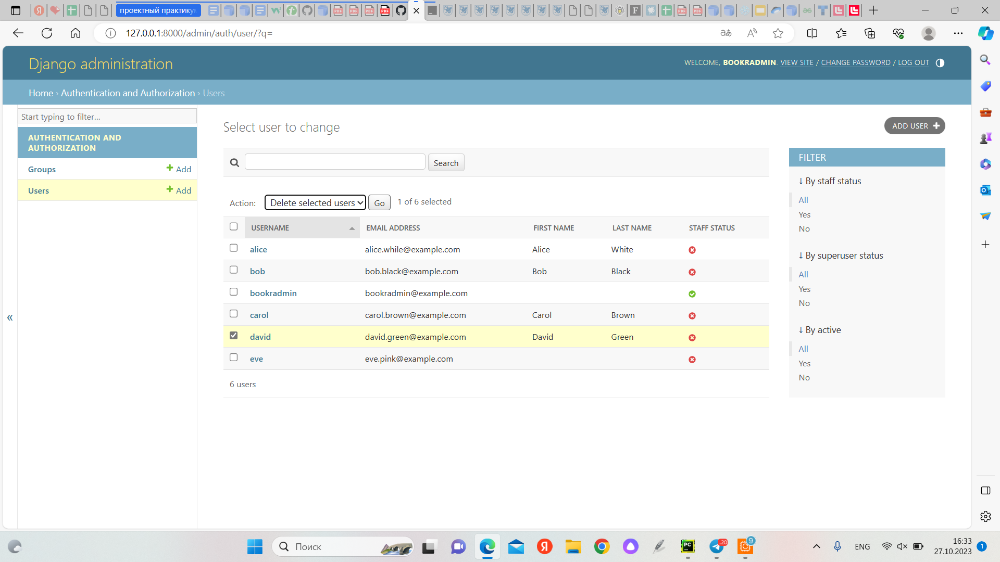 проектный практикум
127.0.0.1:8000/admin/auth/user/?q=
Django administration
WELCOME, BOOKRADMIN. VIEW SITE / CHANGE PASSWORD / LOG OUT
Home › Authentication and Authorization › Users
Start typing to filter...
AUTHENTICATION AND
AUTHORIZATION
Groups
Add
Users
Add
«
Select user to change
ADD USER
Search
Action: Delete selected users Go 1 of 6 selected
USERNAME EMAIL ADDRESS FIRST NAME LAST NAME STAFF STATUS
alice alice.while@example.com Alice White
bob bob.black@example.com Bob Black
bookradmin bookradmin@example.com
carol carol.brown@example.com Carol Brown
david david.green@example.com David Green
eve eve.pink@example.com
6 users
FILTER
↓ By staff status
All
Yes
No
↓ By superuser status
All
Yes
No
↓ By active
All
Yes
No
Поиск
20
9
ENG
16:33
27.10.2023
1